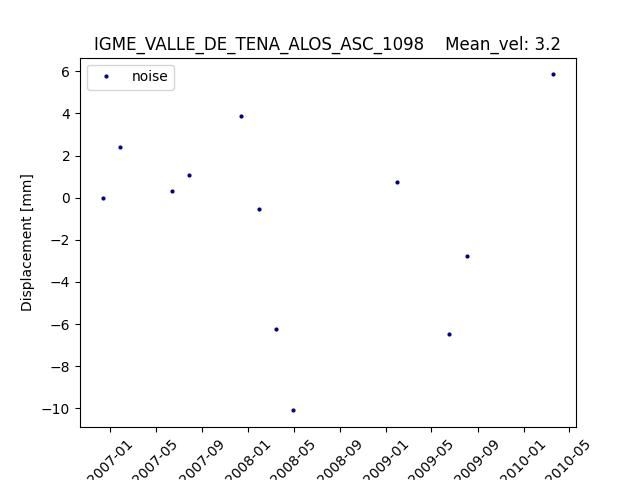 IGME_VALLE_DE_TENA_ALOS_ASC_1098    Mean_vel: 3.2
noise
6
4
2
0
−2
−4
−6
−8
−10
Displacement [mm]
2007-01 2007-05 2007-09 2008-01 2008-05 2008-09 2009-01 2009-05 2009-09 2010-01 2010-05